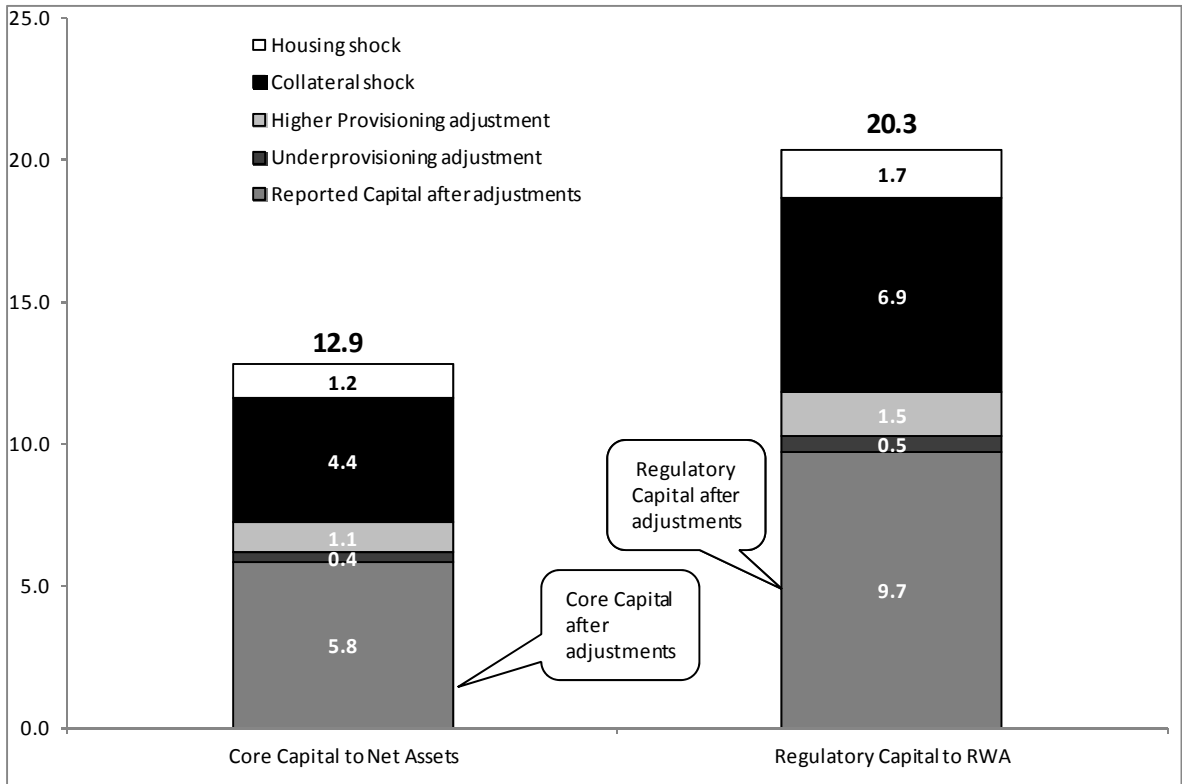 25.0
20.0
15.0
10.0
5.0
0.0
Housing shock
Collateral shock
Higher Provisioning adjustment
Underprovisioning adjustment
Reported Capital after adjustments
12.9
1.2
4.4
1.1
0.4
5.8
Core Capital
after
adjustments
20.3
1.7
6.9
1.5
0.5
9.7
Regulatory
Capital after
adjustments
Core Capital to Net Assets
Regulatory Capital to RWA